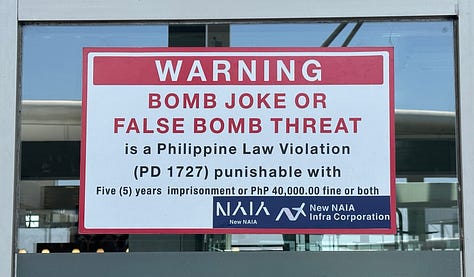 WARNING
BOMB JOKE OR
FALSE BOMB THREAT
is a Philippine Law Violation
(PD 1727) punishable with
Five (5) years imprisonment or PhP 40,000.00 fine or both
NAIA
New NAIA
New NAIA
Infra Corporation